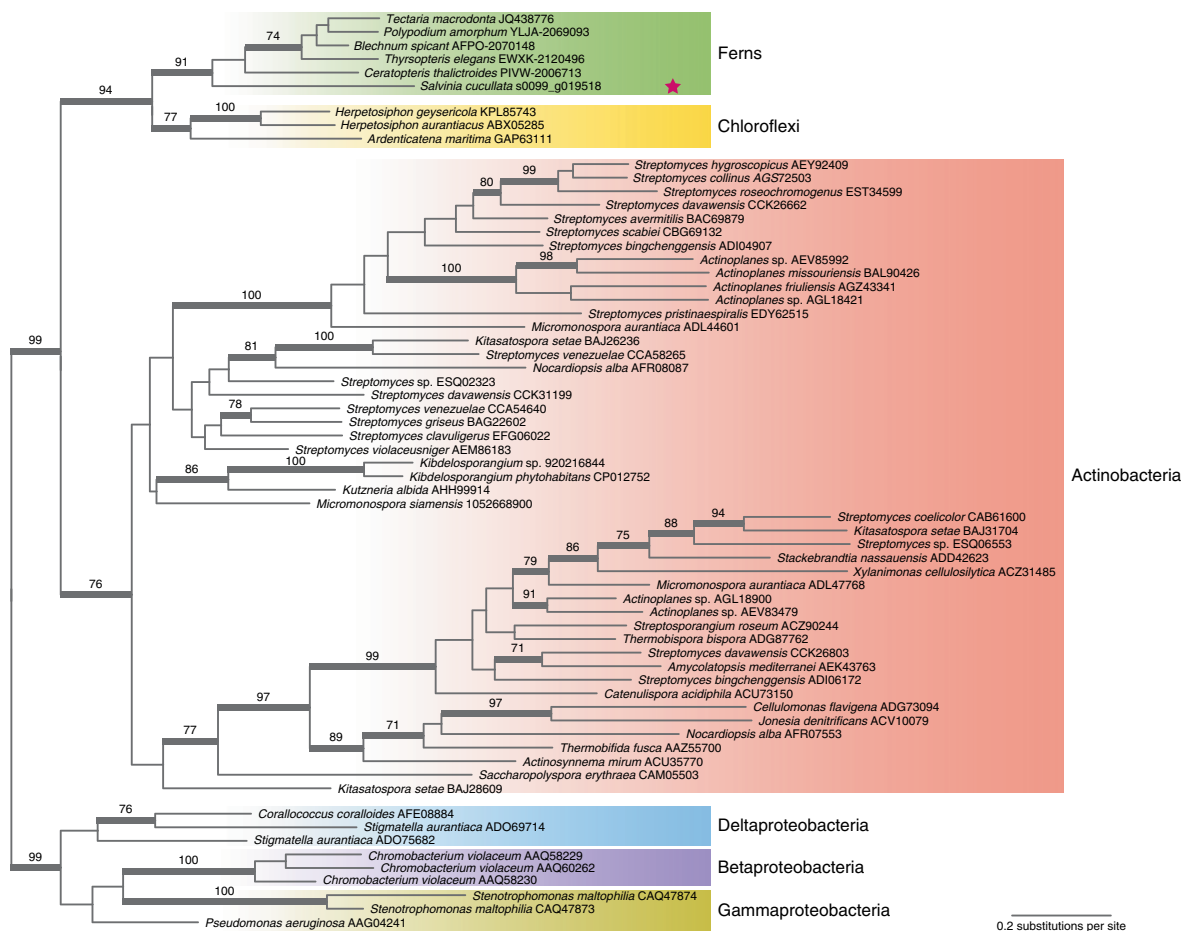 Tectaria macrodonta JQ438776
74
Polypodium amorphum YLJA-2069093
Blechnum spicant AFPO-2070148
Ferns
91
Thyrsopteris elegans EWXK-2120496
Ceratopteris thalictroides PIVW-2006713
94
Salvinia cucullata s0099_g019518
100
Herpetosiphon geysericola KPL85743
77
Herpetosiphon aurantiacus ABX05285
Chloroflexi
Ardenticatena maritima GAP63111
99
Streptomyces hygroscopicus AEY92409
80
Streptomyces collinus AGS72503
Streptomyces roseochromogenus EST34599
Streptomyces davawensis CCK26662
Streptomyces avermitilis BAC69879
Streptomyces scabiei CBG69132
Streptomyces bingchenggensis ADI04907
98
Actinoplanes sp. AEV85992
100
Actinoplanes missouriensis BAL90426
Actinoplanes friuliensis AGZ43341
100
Actinoplanes sp. AGL18421
Streptomyces pristinaespiralis EDY62515
Micromonospora aurantiaca ADL44601
99
100
Kitasatospora setae BAJ26236
81
Streptomyces venezuelae CCA58265
Nocardiopsis alba AFR08087
Streptomyces sp. ESQ02323
Streptomyces davawensis CCK31199
78
Streptomyces venezuelae CCA54640
Streptomyces griseus BAG22602
Streptomyces clavuligerus EFG06022
Streptomyces violaceusniger AEM86183
100
Kibdelosporangium sp. 920216844
86
Kibdelosporangium phytohabitans CP012752
Actinobacteria
Kutzneria albida AHH99914
Micromonospora siamensis 1052668900
94
Streptomyces coelicolor CAB61600
88
Kitasatospora setae BAJ31704
75
Streptomyces sp. ESQ06553
86
Stackebrandtia nassauensis ADD42623
79
Xylanimonas cellulosilytica ACZ31485
76
Micromonospora aurantiaca ADL47768
91
Actinoplanes sp. AGL18900
Actinoplanes sp. AEV83479
Streptosporangium roseum ACZ90244
Thermobispora bispora ADG87762
71
Streptomyces davawensis CCK26803
99
Amycolatopsis mediterranei AEK43763
Streptomyces bingchenggensis ADI06172
97
Catenulispora acidiphila ACU73150
97
Cellulomonas flavigena ADG73094
71
Jonesia denitrificans ACV10079
77
89
Nocardiopsis alba AFR07553
Thermobifida fusca AAZ55700
Actinosynnema mirum ACU35770
Saccharopolyspora erythraea CAM05503
Kitasatospora setae BAJ28609
76
Corallococcus coralloides AFE08884
Stigmatella aurantiaca ADO69714
Deltaproteobacteria
Stigmatella aurantiaca ADO75682
99
100
Chromobacterium violaceum AAQ58229
Chromobacterium violaceum AAQ60262
Betaproteobacteria
Chromobacterium violaceum AAQ58230
100
Stenotrophomonas maltophilia CAQ47874
Stenotrophomonas maltophilia CAQ47873
Gammaproteobacteria
Pseudomonas aeruginosa AAG04241
0.2 substitutions per site